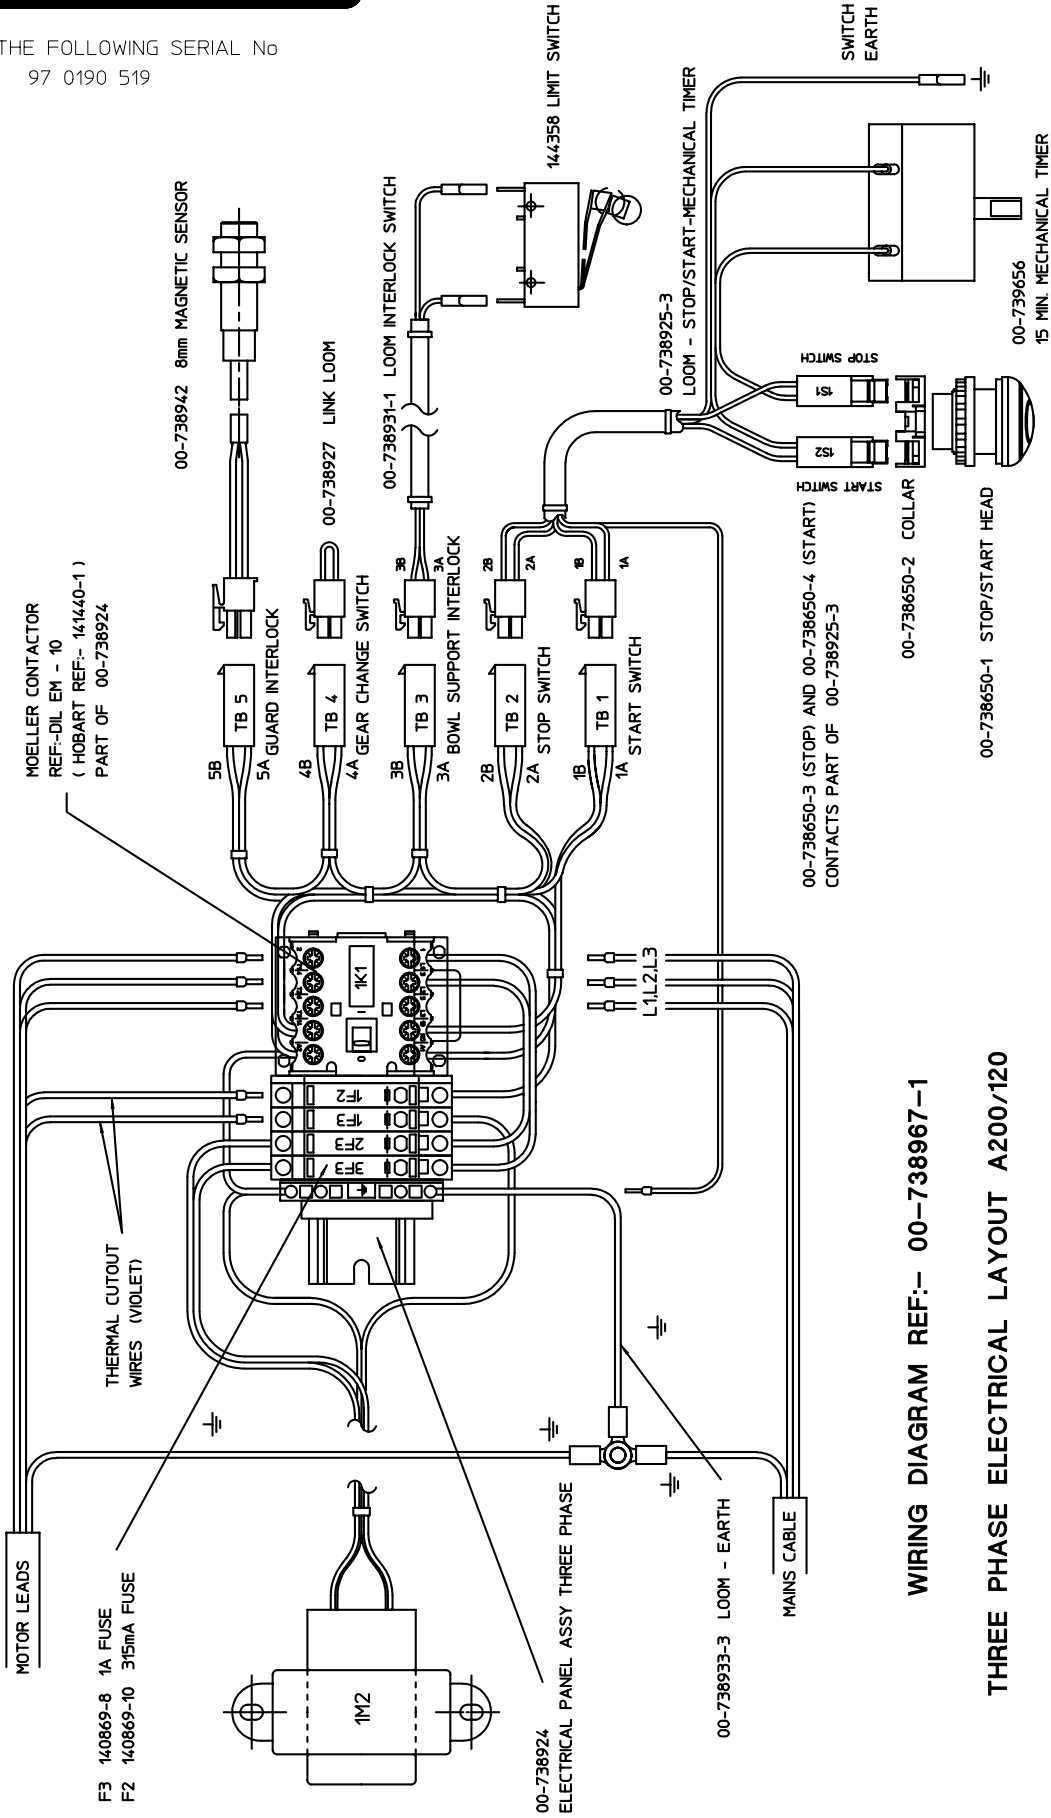 THE FOLLOWING SERIAL No
97 0190 519
MOELLER CONTACTOR
REF:-DIL EM - 10
( HOBART REF:- 141440-1 )
PART OF 00-738924
00-738942 8mm MAGNETIC SENSOR
00-738927 LINK LOOM
00-738931-1 LOOM INTERLOCK SWITCH
144358 LIMIT SWITCH
00-738925-3
LOOM - STOP/START-MECHANICAL TIMER
SWITCH
EARTH
00-739656
15 MIN. MECHANICAL TIMER
STOP SWITCH
1S1
1S2
START SWITCH
00-738650-3 (STOP) AND 00-738650-4 (START)
CONTACTS PART OF 00-738925-3
00-738650-2 COLLAR
00-738650-1 STOP/START HEAD
TB 5
5B
5A
GUARD INTERLOCK
TB 4
4B
4A
GEAR CHANGE SWITCH
TB 3
3B
3A
BOWL SUPPORT INTERLOCK
3B
3A
TB 2
2B
2A
STOP SWITCH
2B
2A
TB 1
1B
1A
START SWITCH
1B
1A
1K1
1F2
1F3
2F3
3F3
L1,L2,L3
THERMAL CUTOUT
WIRES (VIOLET)
MOTOR LEADS
F3 140869-8 1A FUSE
F2 140869-10 315mA FUSE
1M2
00-738924
ELECTRICAL PANEL ASSY THREE PHASE
00-738933-3 LOOM - EARTH
MAINS CABLE
WIRING DIAGRAM REF:- 00-738967-1
THREE PHASE ELECTRICAL LAYOUT A200/120